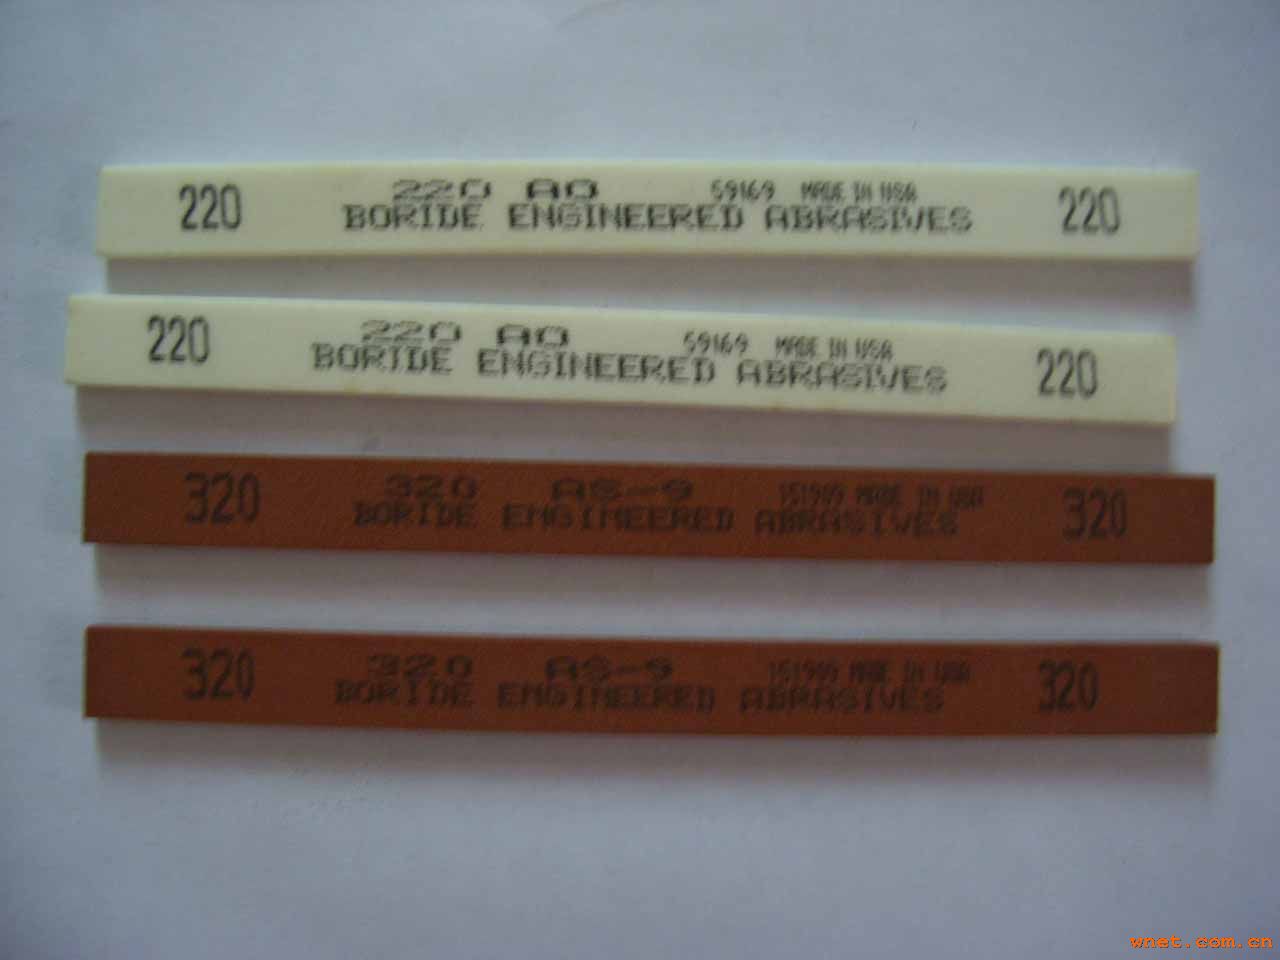 220 220 AO 59169 MADE IN USA 220
BORIDE ENGINEERED ABRASIVES
220 220 AO 59169 MADE IN USA 220
BORIDE ENGINEERED ABRASIVES
320 320 AS-9 151909 MADE IN USA 320
BORIDE ENGINEERED ABRASIVES
320 320 AS-9 151909 MADE IN USA 320
BORIDE ENGINEERED ABRASIVES
wnet.com.cn